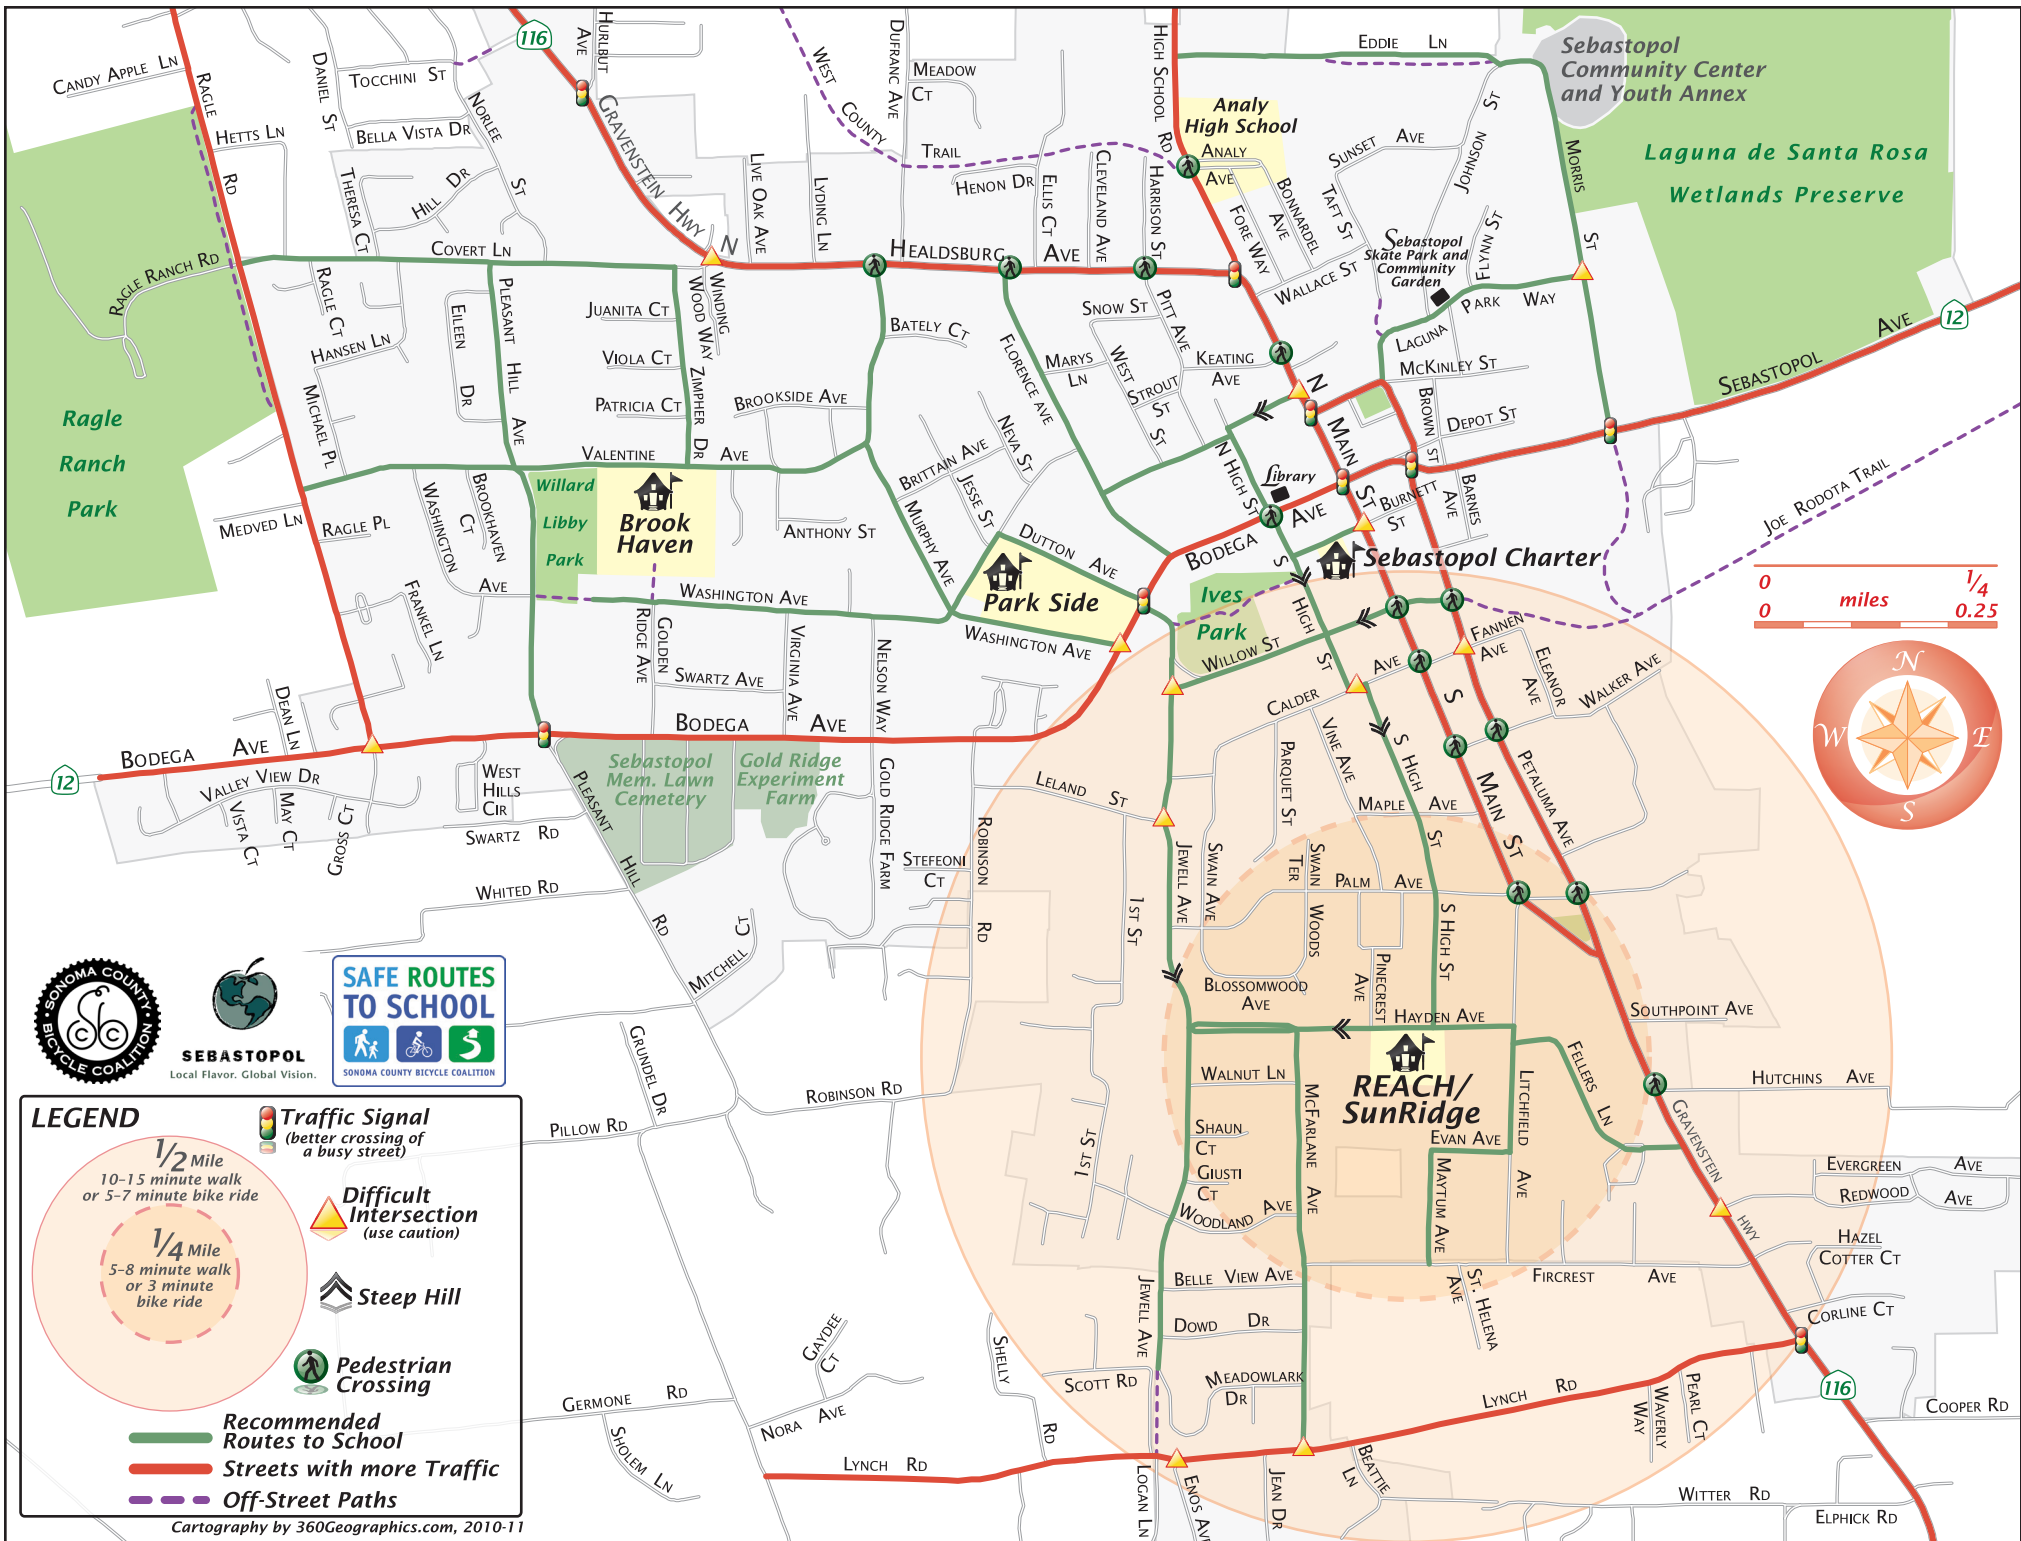 116
Candy Apple Ln
Ragle
Rd
Daniel St
Tocchini St
Norlee
St
Hurlbut
Ave
Gravenstein Hwy N
Hetts Ln
Bella Vista Dr
Theresa Ct
Hill Dr
Covert Ln
Ragle Ranch Rd
West
County
Trail
Dufranc Ave
Meadow
Ct
High School Rd
Eddie Ln
Sebastopol
Community Center
and Youth Annex
Analy
High School
Analy
Ave
Sunset Ave
Johnson St
Morris
St
Laguna de Santa Rosa
Wetlands Preserve
Live Oak Ave
Lyding Ln
Henon Dr
Ellis Ct
Cleveland Ave
Harrison St
Fore Way
Bonnardel
Ave
Taft St
Wallace St
Flynn St
Sebastopol
Skate Park and
Community
Garden
Healdsburg Ave
Laguna Park Way
Ragle Ct
Hansen Ln
Michael Pl
Eileen
Dr
Pleasant Hill Ave
Juanita Ct
Viola Ct
Patricia Ct
Winding
Wood Way
Zimpher Dr
Brookside Ave
Bately Ct
Florence Ave
Snow St
Pitt Ave
Marys
Ln
West St
Strout
St
Keating
Ave
McKinley St
Brown St
Depot St
Sebastopol Ave
12
Ragle
Ranch
Park
Valentine Ave
Medved Ln
Ragle Pl
Washington
Ave
Brookhaven
Ct
Willard
Libby
Park
Brook
Haven
Anthony St
Brittain Ave
Neva St
Jesse St
Murphy Ave
Dutton Ave
Park Side
N High St
Library
N Main St
Burnett
St
Barnes
Ave
Bodega Ave
Sebastopol Charter
Joe Rodota Trail
0 1/4
0 miles 0.25
Ives
Park
Frankel Ln
Washington Ave
Washington Ave
Golden
Ridge Ave
Swartz Ave
Virginia Ave
Nelson Way
Willow St
S High St
Calder Ave
Fannen
Ave
Eleanor
Ave
Walker Ave
N
W E
S
Dean Ln
Bodega Ave
Bodega Ave
12
Valley View Dr
Vista Ct
May Ct
Gross Ct
West
Hills
Cir
Swartz Rd
Whited Rd
Pleasant Hill Rd
Sebastopol
Mem. Lawn
Cemetery
Gold Ridge
Experiment
Farm
Gold Ridge Farm
Leland St
Robinson Rd
Stefeoni
Ct
1st St
Jewell Ave
Swain Ave
Parquet St
Vine Ave
S High St
Maple Ave
S Main St
Petaluma Ave
Swain
Ter
Woods
Palm Ave
Pinecrest
Ave
S High St
Blossomwood
Ave
Hayden Ave
Southpoint Ave
Mitchell Ct
SONOMA COUNTY
BICYCLE COALITION
CC
SEBASTOPOL
Local Flavor. Global Vision.
SAFE ROUTES
TO SCHOOL
SONOMA COUNTY BICYCLE COALITION
Grundel Dr
Pillow Rd
Robinson Rd
1st St
Walnut Ln
Shaun
Ct
Giusti
Ct
Woodland Ave
McFarlane Ave
REACH/
SunRidge
Evan Ave
Maytum Ave
Litchfield Ave
Fellers Ln
Hutchins Ave
Gravenstein Hwy
Evergreen Ave
Redwood Ave
Hazel
Cotter Ct
Corline Ct
Jewell Ave
Belle View Ave
Dowd Dr
Fircrest Ave
St. Helena
Ave
Scott Rd
Meadowlark
Dr
Lynch Rd
Waverly
Way
Pearl Ct
116
Cooper Rd
Gaydee
Ct
Shelly
Rd
Germone Rd
Nora Ave
Sholem Ln
Lynch Rd
Logan Ln
Enos Ave
Jean Dr
Beattie
Ln
Witter Rd
Elphick Rd
LEGEND
Traffic Signal
(better crossing of
a busy street)
1/2 Mile
10-15 minute walk
or 5-7 minute bike ride
1/4 Mile
5-8 minute walk
or 3 minute
bike ride
Difficult
Intersection
(use caution)
Steep Hill
Pedestrian
Crossing
Recommended
Routes to School
Streets with more Traffic
Off-Street Paths
Cartography by 360Geographics.com, 2010-11